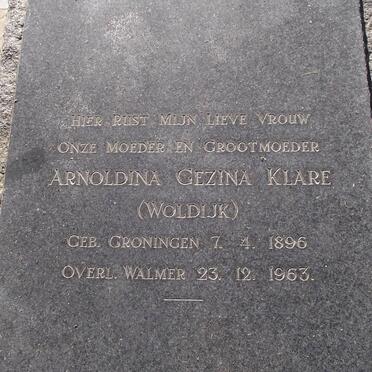 Hier Rust Mijn Lieve Vrouw
Onze Moeder en Grootmoeder
Arnoldina Gezina Klare
(Woldijk)
Geb. Groningen 7. 4. 1896
Overl. Walmer 23. 12. 1963.